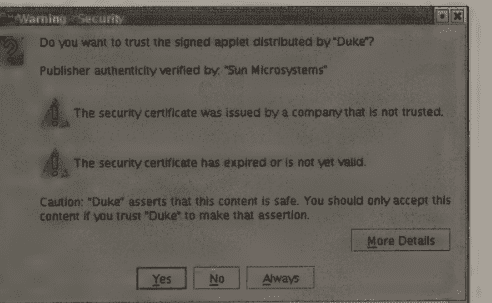 Warning - Security
Do you want to trust the signed applet distributed by "Duke"?
Publisher authenticity verified by: "Sun Microsystems"
The security certificate was issued by a company that is not trusted.
The security certificate has expired or is not yet valid.
Caution: "Duke" asserts that this content is safe. You should only accept this
content if you trust "Duke" to make that assertion.
More Details
Yes No Always